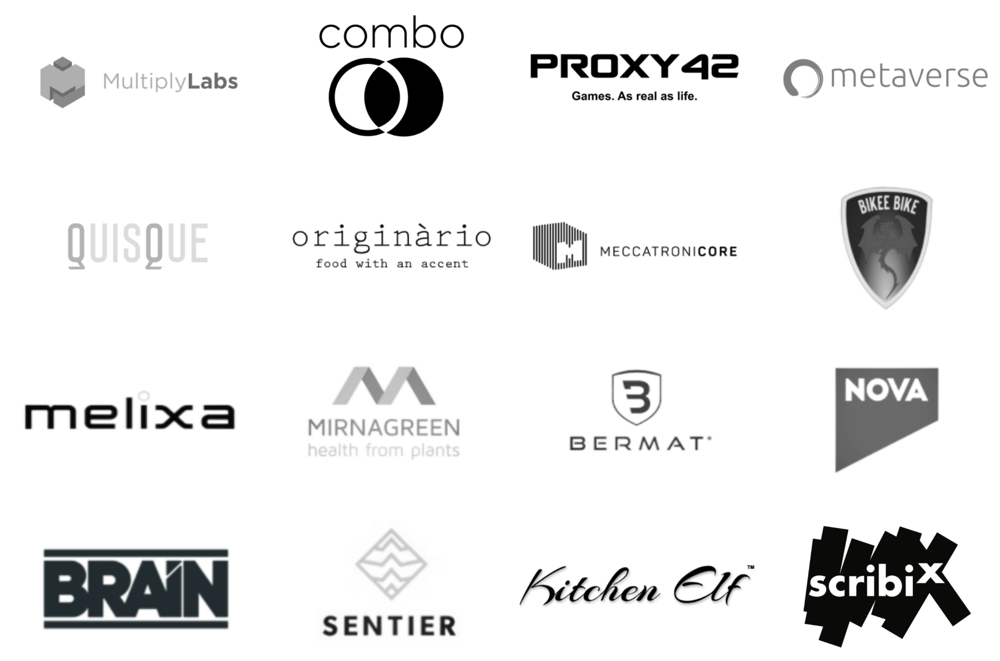 combo
MultiplyLabs
PROXY42
Games. As real as life.
metaverse
QUISQUE
originàrio
food with an accent
MECCATRONICORE
BIKEE BIKE
melixa
MIRNAGREEN
health from plants
B
BERMAT
NOVA
BRAIN
SENTIER
Kitchen Elf™
scribix